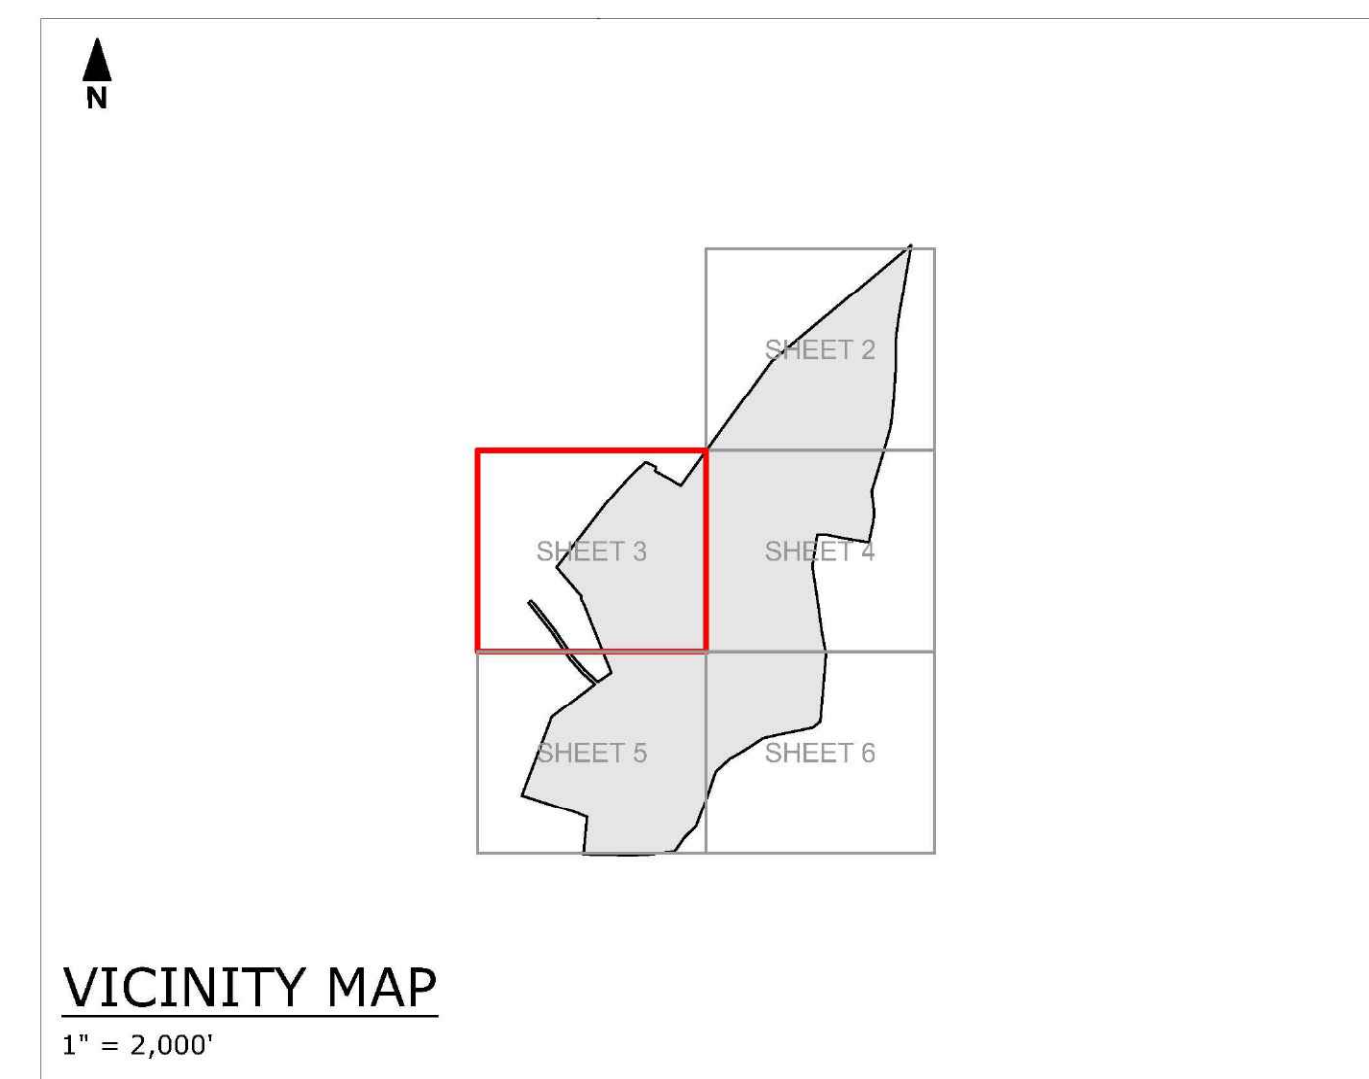 N
SHEET 2
SHEET 3
SHEET 4
SHEET 5
SHEET 6
VICINITY MAP
1" = 2,000'